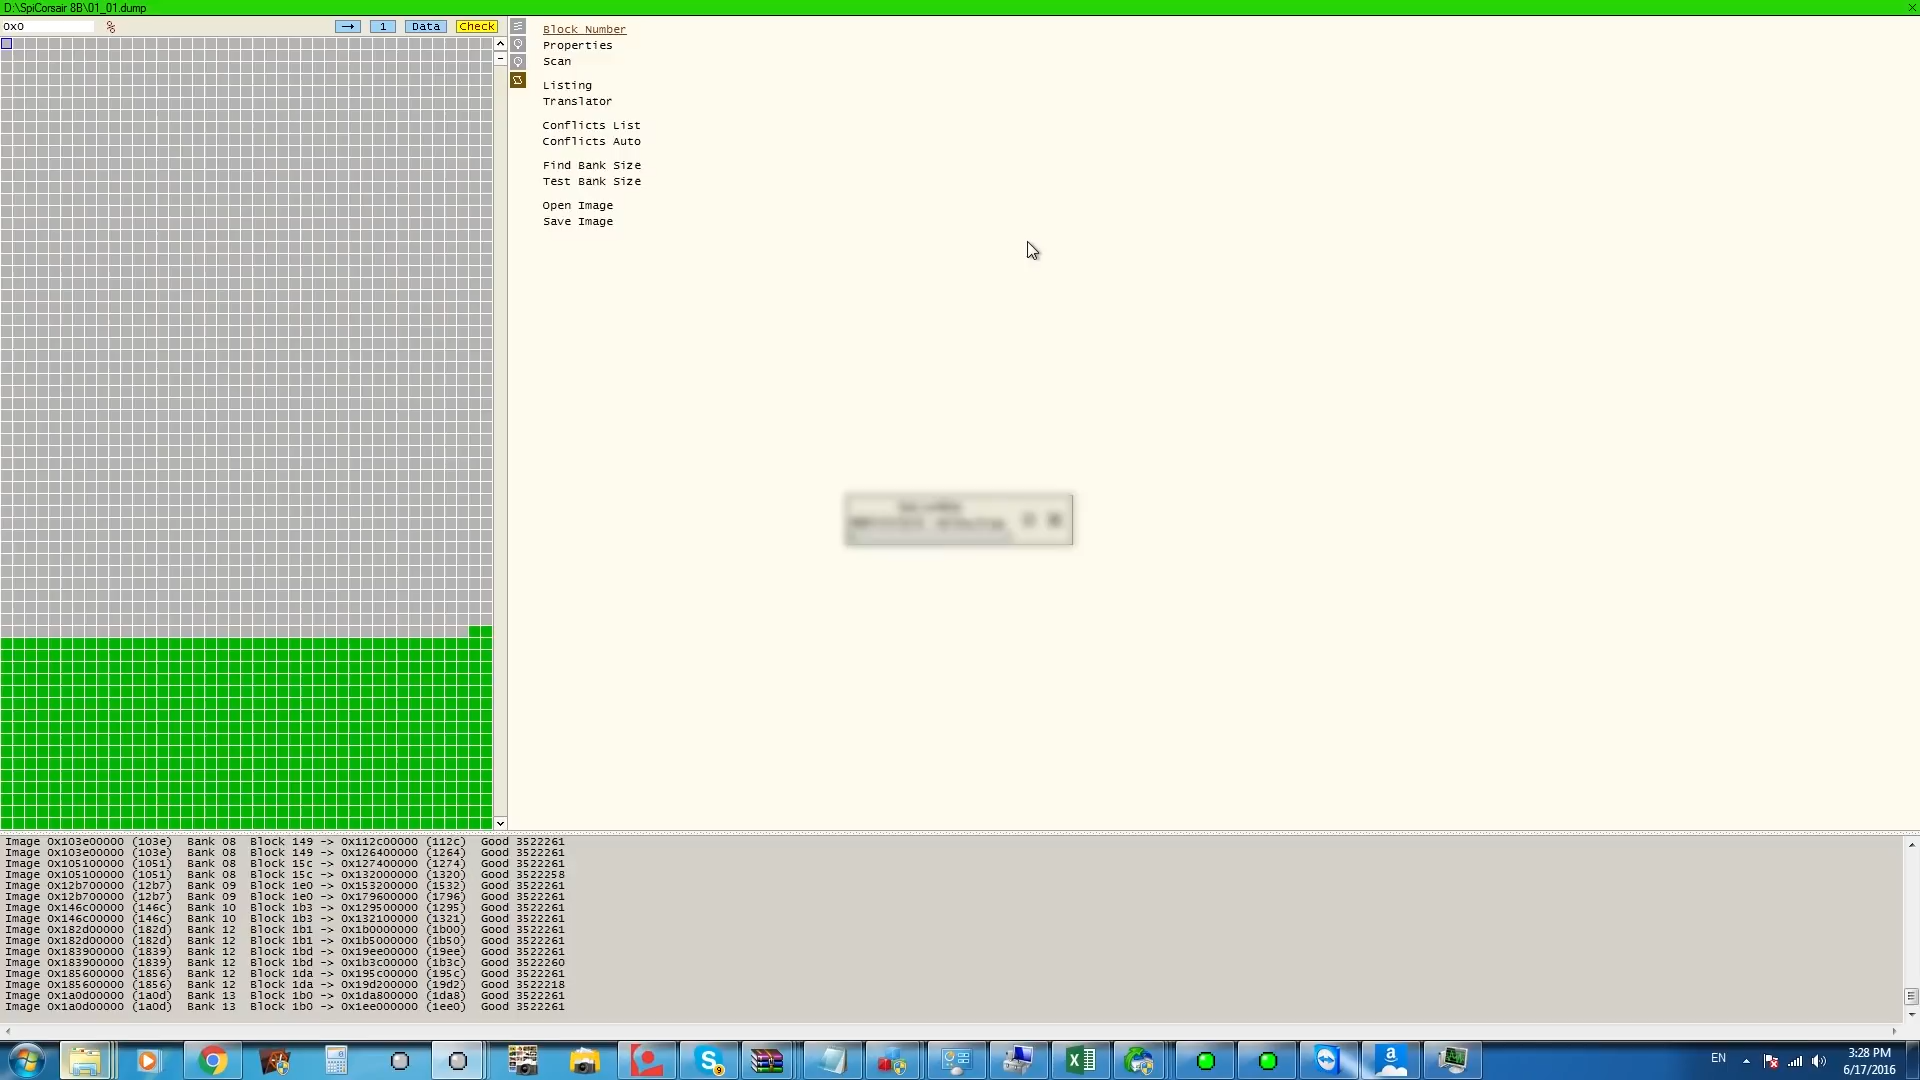 D:\SpiCorsair 8B\01_01.dump
0x0 % → 1 Data Check
Block Number
Properties
Scan
Listing
Translator
Conflicts List
Conflicts Auto
Find Bank Size
Test Bank Size
Open Image
Save Image
Image 0x103e00000 (103e) Bank 08 Block 149 -> 0x112c00000 (112c) Good 3522261
Image 0x103e00000 (103e) Bank 08 Block 149 -> 0x126400000 (1264) Good 3522261
Image 0x105100000 (1051) Bank 08 Block 15c -> 0x127400000 (1274) Good 3522261
Image 0x105100000 (1051) Bank 08 Block 15c -> 0x132000000 (1320) Good 3522258
Image 0x12b700000 (12b7) Bank 09 Block 1e0 -> 0x153200000 (1532) Good 3522261
Image 0x12b700000 (12b7) Bank 09 Block 1e0 -> 0x179600000 (1796) Good 3522261
Image 0x146c00000 (146c) Bank 10 Block 1b3 -> 0x129500000 (1295) Good 3522261
Image 0x146c00000 (146c) Bank 10 Block 1b3 -> 0x132100000 (1321) Good 3522261
Image 0x182d00000 (182d) Bank 12 Block 1b1 -> 0x1b0000000 (1b00) Good 3522261
Image 0x182d00000 (182d) Bank 12 Block 1b1 -> 0x1b5000000 (1b50) Good 3522261
Image 0x183900000 (1839) Bank 12 Block 1bd -> 0x19ee00000 (19ee) Good 3522261
Image 0x183900000 (1839) Bank 12 Block 1bd -> 0x1b3c00000 (1b3c) Good 3522260
Image 0x185600000 (1856) Bank 12 Block 1da -> 0x195c00000 (195c) Good 3522261
Image 0x185600000 (1856) Bank 12 Block 1da -> 0x19d200000 (19d2) Good 3522218
Image 0x1a0d00000 (1a0d) Bank 13 Block 1b0 -> 0x1da800000 (1da8) Good 3522261
Image 0x1a0d00000 (1a0d) Bank 13 Block 1b0 -> 0x1ee000000 (1ee0) Good 3522261
EN
3:28 PM
6/17/2016